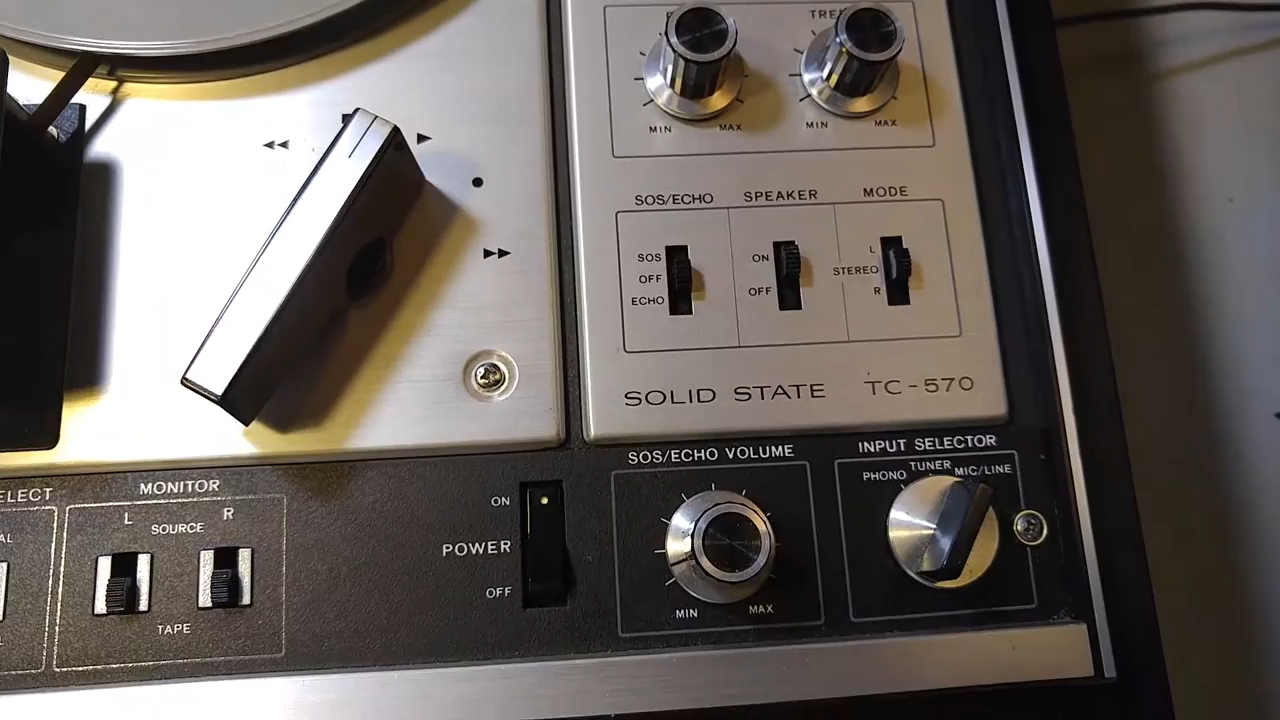 MIN MAX MIN MAX
SOS/ECHO SPEAKER MODE
SOS
OFF
ECHO
ON
OFF
L
STEREO
R
SOLID STATE TC-570
MONITOR
L SOURCE R
TAPE
ON
POWER
OFF
SOS/ECHO VOLUME
MIN MAX
INPUT SELECTOR
PHONO TUNER MIC/LINE